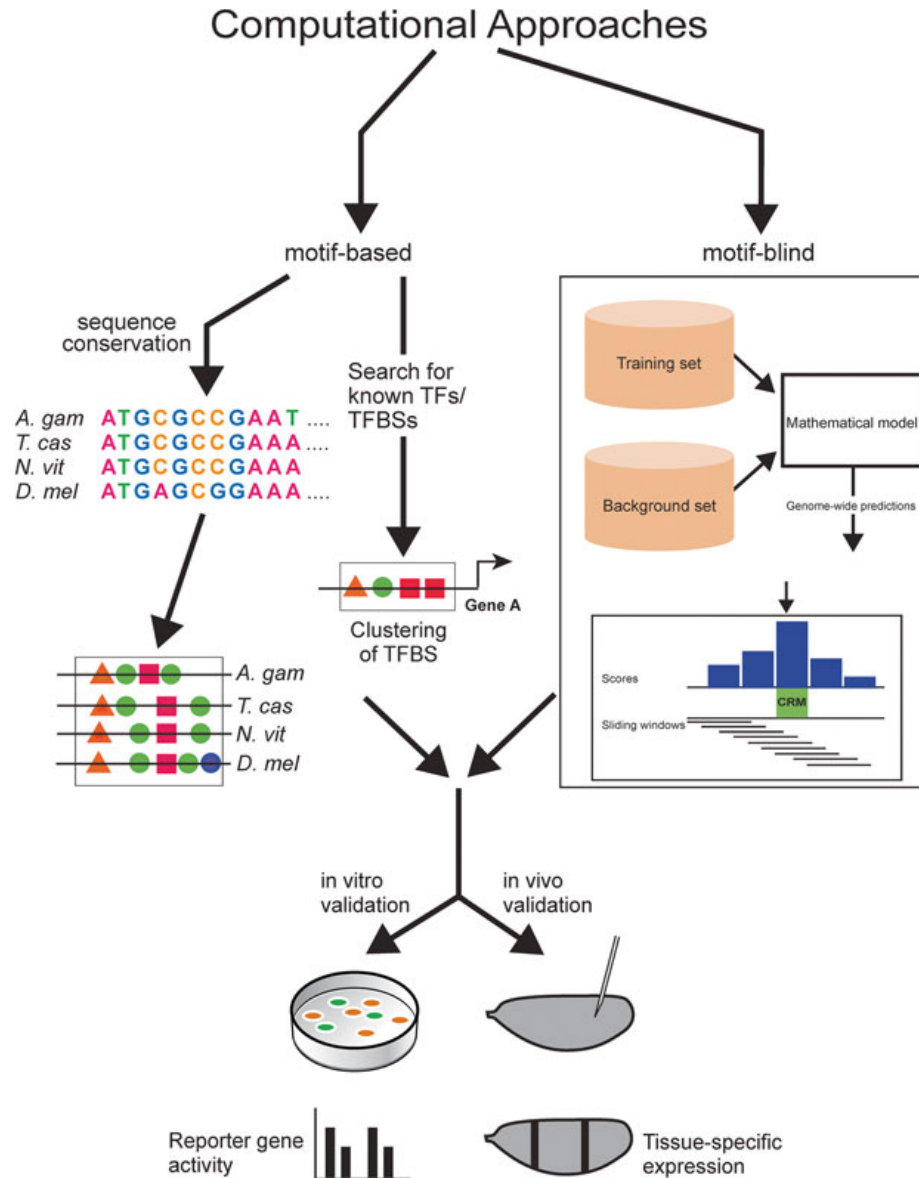 Computational Approaches
motif-based
motif-blind
sequence
conservation
Search for
known TFs/
TFBSs
A. gam ATGCGCCGAAT ....
T. cas ATGCGCCGAAA ....
N. vit ATGCGCCGAAA
D. mel ATGAGCGGAAA ....
Gene A
Clustering
of TFBS
A. gam
T. cas
N. vit
D. mel
Training set
Background set
Mathematical model
Genome-wide predictions
Scores
CRM
Sliding windows
in vitro
validation
in vivo
validation
Reporter gene
activity
Tissue-specific
expression